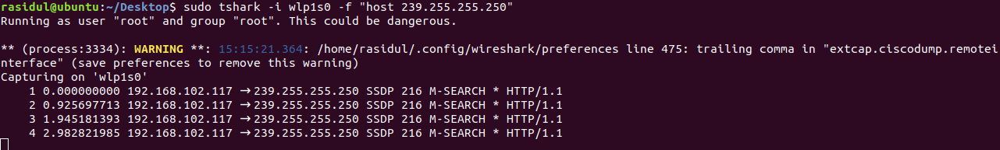 rasidul@ubuntu:~/Desktop$ sudo tshark -i wlp1s0 -f "host 239.255.255.250"
Running as user "root" and group "root". This could be dangerous.
** (process:3334): WARNING **: 15:15:21.364: /home/rasidul/.config/wireshark/preferences line 475: trailing comma in "extcap.ciscodump.remotei
nterface" (save preferences to remove this warning)
Capturing on 'wlp1s0'
1 0.000000000 192.168.102.117 → 239.255.255.250 SSDP 216 M-SEARCH * HTTP/1.1
2 0.925697713 192.168.102.117 → 239.255.255.250 SSDP 216 M-SEARCH * HTTP/1.1
3 1.945181393 192.168.102.117 → 239.255.255.250 SSDP 216 M-SEARCH * HTTP/1.1
4 2.982821985 192.168.102.117 → 239.255.255.250 SSDP 216 M-SEARCH * HTTP/1.1